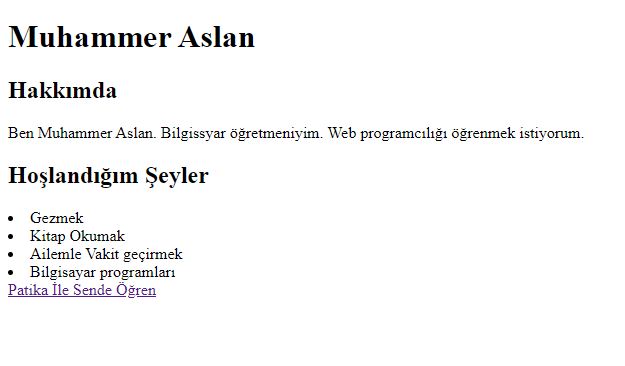 Muhammer Aslan
Hakkımda
Ben Muhammer Aslan. Bilgissyar öğretmeniyim. Web programcılığı öğrenmek istiyorum.
Hoşlandığım Şeyler
• Gezmek
• Kitap Okumak
• Ailemle Vakit geçirmek
• Bilgisayar programları
Patika İle Sende Öğren